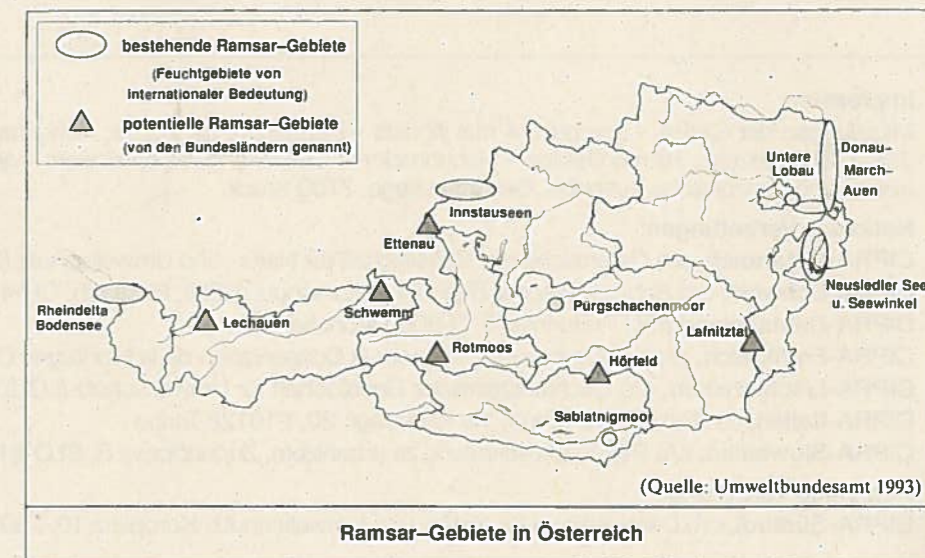 bestehende Ramsar–Gebiete
(Feuchtgebiete von
internationaler Bedeutung)
potentielle Ramsar–Gebiete
(von den Bundesländern genannt)
Untere
Lobau
Donau-
March-
Auen
Innstauseen
Ettenau
Neusiedler See
u. Seewinkel
Rheindelta
Bodensee
Lechauen
Schwemm
Pürgschachenmoor
Lafnitztal
Rotmoos
Hörfeld
Sablatnigmoor
(Quelle: Umweltbundesamt 1993)
Ramsar–Gebiete in Österreich